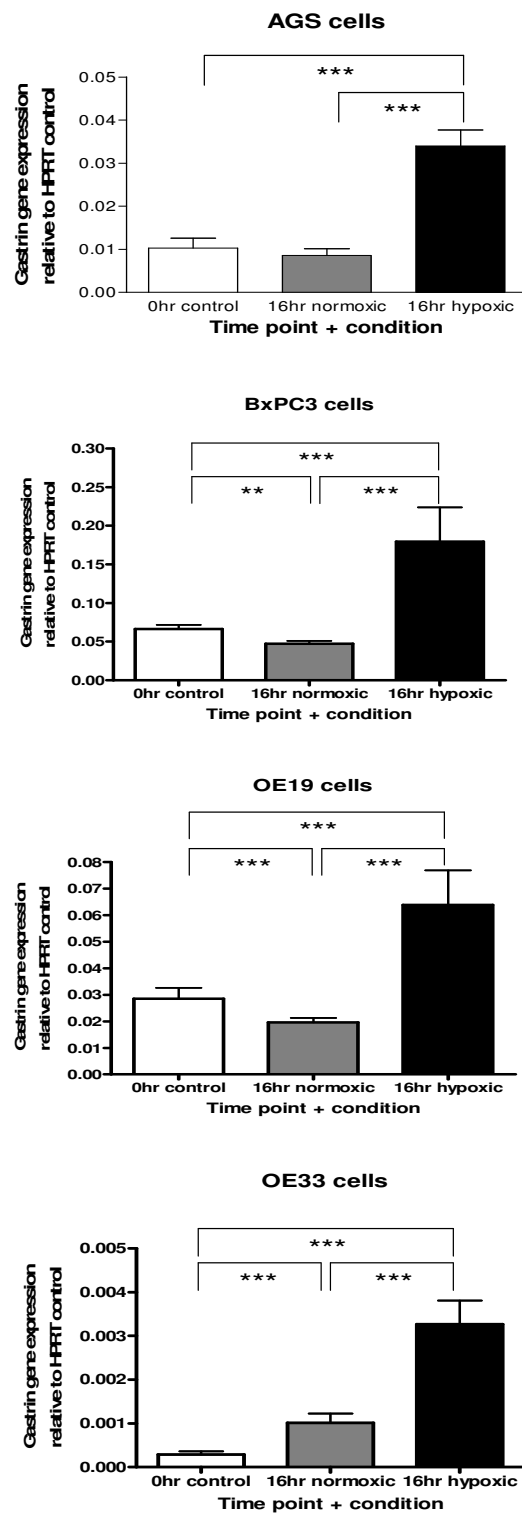 AGS cells
***
***
Gastrin gene expression
relative to HPRT control
0.05
0.04
0.03
0.02
0.01
0.00
0hr control 16hr normoxic 16hr hypoxic
Time point + condition
BxPC3 cells
***
** ***
Gastrin gene expression
relative to HPRT control
0.30
0.25
0.20
0.15
0.10
0.05
0.00
0hr control 16hr normoxic 16hr hypoxic
Time point + condition
OE19 cells
***
*** ***
Gastrin gene expression
relative to HPRT control
0.08
0.07
0.06
0.05
0.04
0.03
0.02
0.01
0.00
0hr control 16hr normoxic 16hr hypoxic
Time point + condition
OE33 cells
***
*** ***
Gastrin gene expression
relative to HPRT control
0.005
0.004
0.003
0.002
0.001
0.000
0hr control 16hr normoxic 16hr hypoxic
Time point + condition